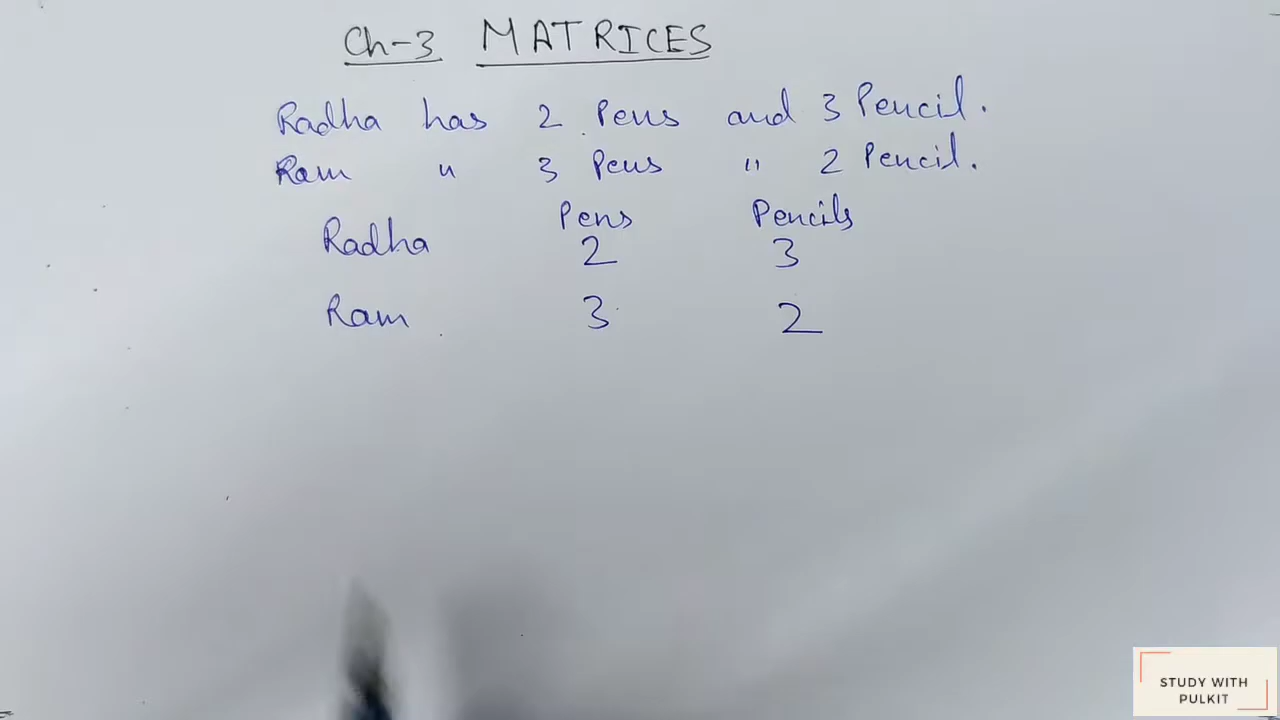 Ch-3 MATRICES
Radha has 2 Pens and 3 Pencil.
Ram " 3 Pens " 2 Pencil.
Pens Pencils
Radha 2 3
Ram 3 2
STUDY WITH
PULKIT